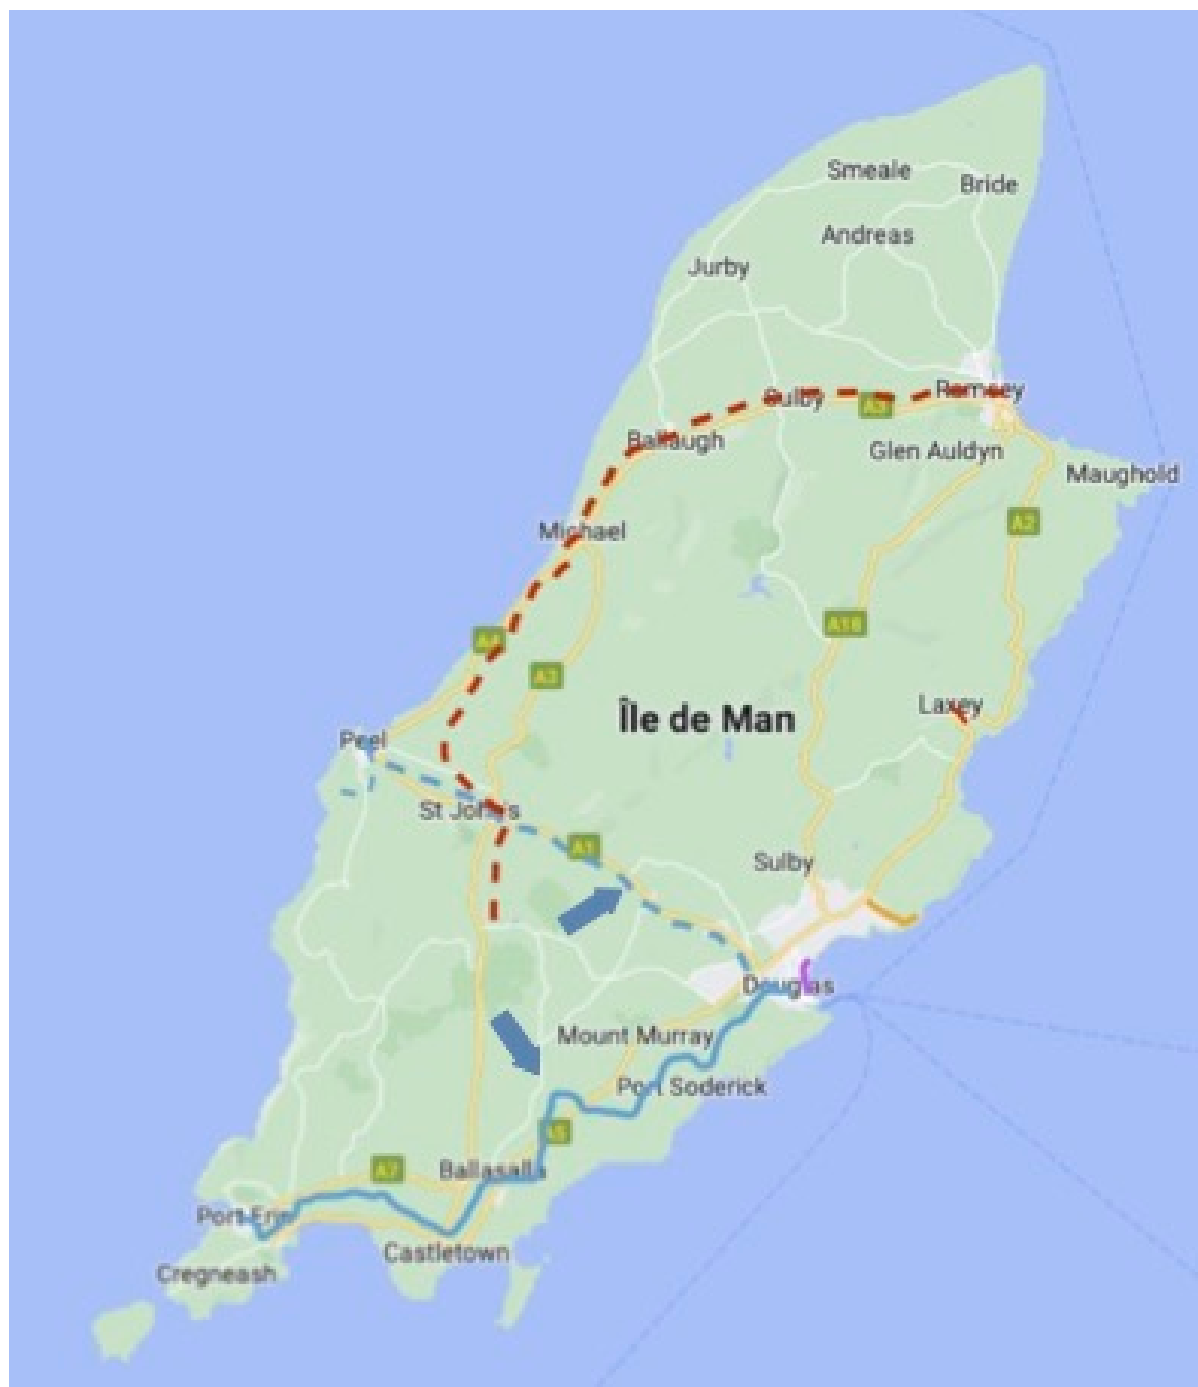 Smeale
Bride
Andreas
Jurby
Sulby
Ramsey
A3
Ballaugh
Glen Auldyn
Maughold
A2
Michael
A18
A4
A3
Laxey
Île de Man
Peel
St John's
A1
Sulby
Douglas
Mount Murray
Port Soderick
A5
A7
Ballasalla
Port Erin
Castletown
Cregneash